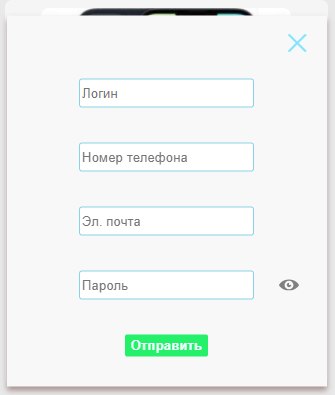 Логин
Номер телефона
Эл. почта
Пароль
Отправить